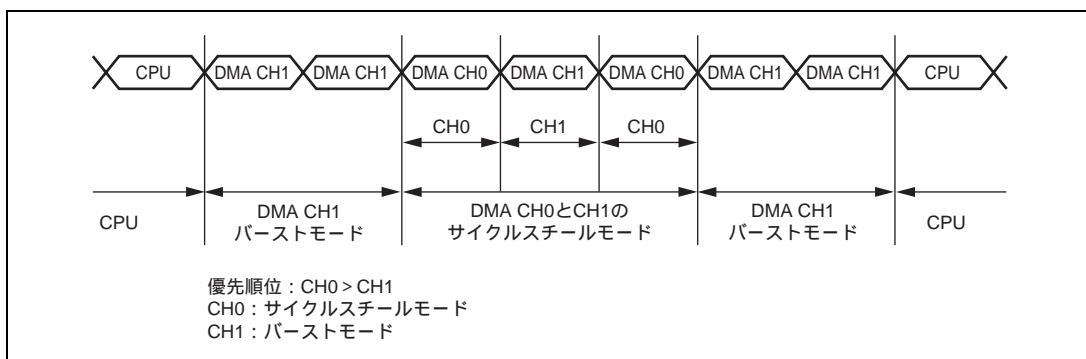 CPU DMA CH1 DMA CH1 DMA CH0 DMA CH1 DMA CH0 DMA CH1 DMA CH1 CPU
CH0 CH1 CH0
CPU DMA CH1 DMA CH0とCH1の DMA CH1 CPU
バーストモード サイクルスチールモード バーストモード
優先順位：CH0 > CH1
CH0：サイクルスチールモード
CH1：バーストモード